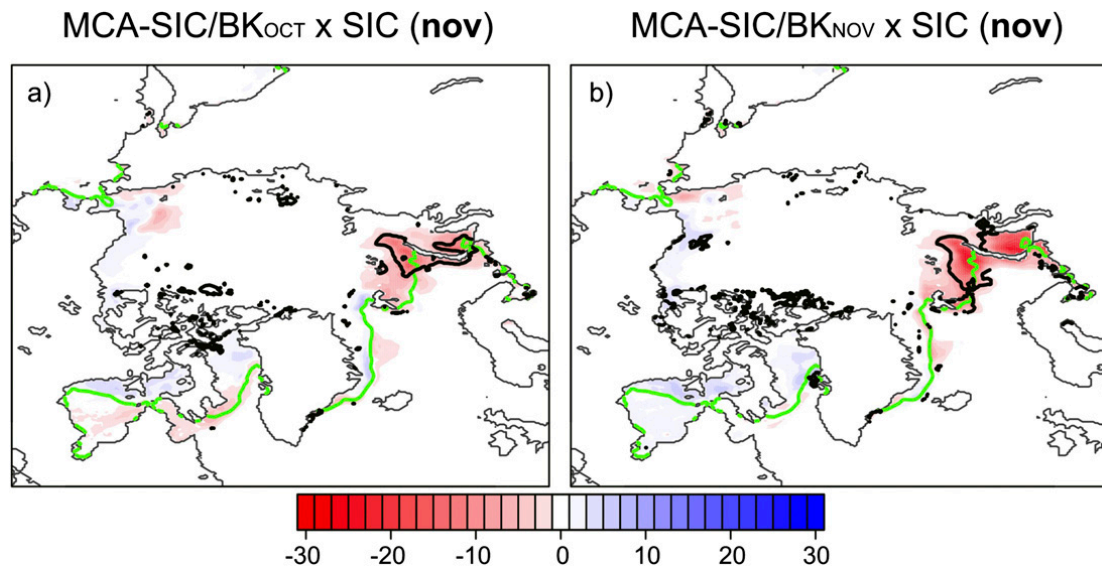 MCA-SIC/BKOCT x SIC (nov)
MCA-SIC/BKNOV x SIC (nov)
a)
b)
-30 -20 -10 0 10 20 30